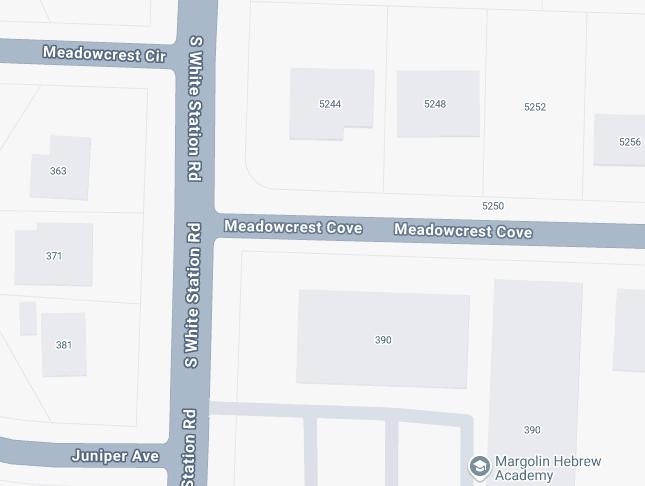 Meadowcrest Cir
S White Station Rd
5244
5248
5252
5256
363
5250
Meadowcrest Cove
Meadowcrest Cove
371
S White Station Rd
381
390
390
Station Rd
Juniper Ave
Margolin Hebrew
Academy